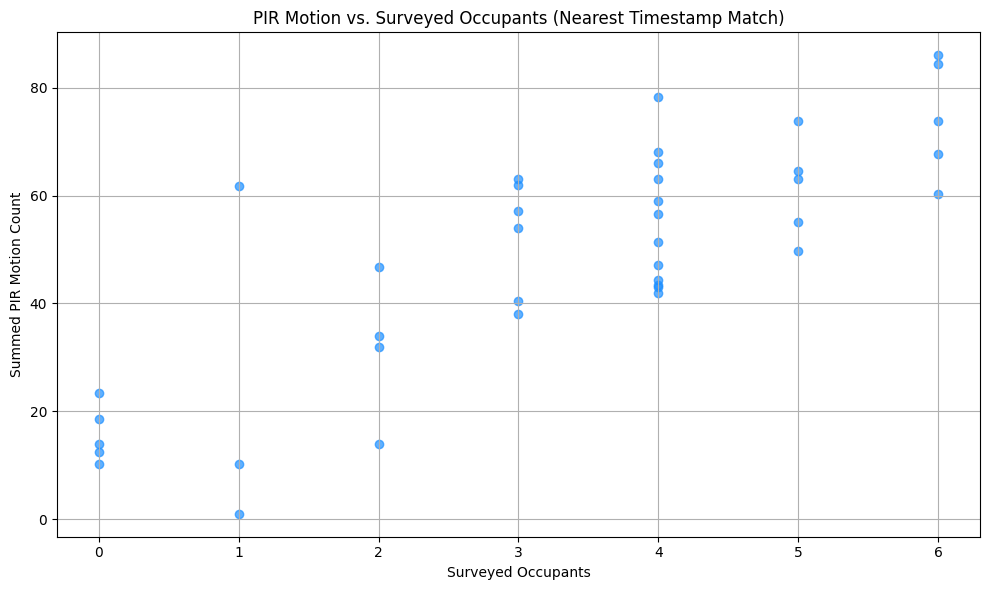 PIR Motion vs. Surveyed Occupants (Nearest Timestamp Match)
Summed PIR Motion Count
80
60
40
20
0
0 1 2 3 4 5 6
Surveyed Occupants